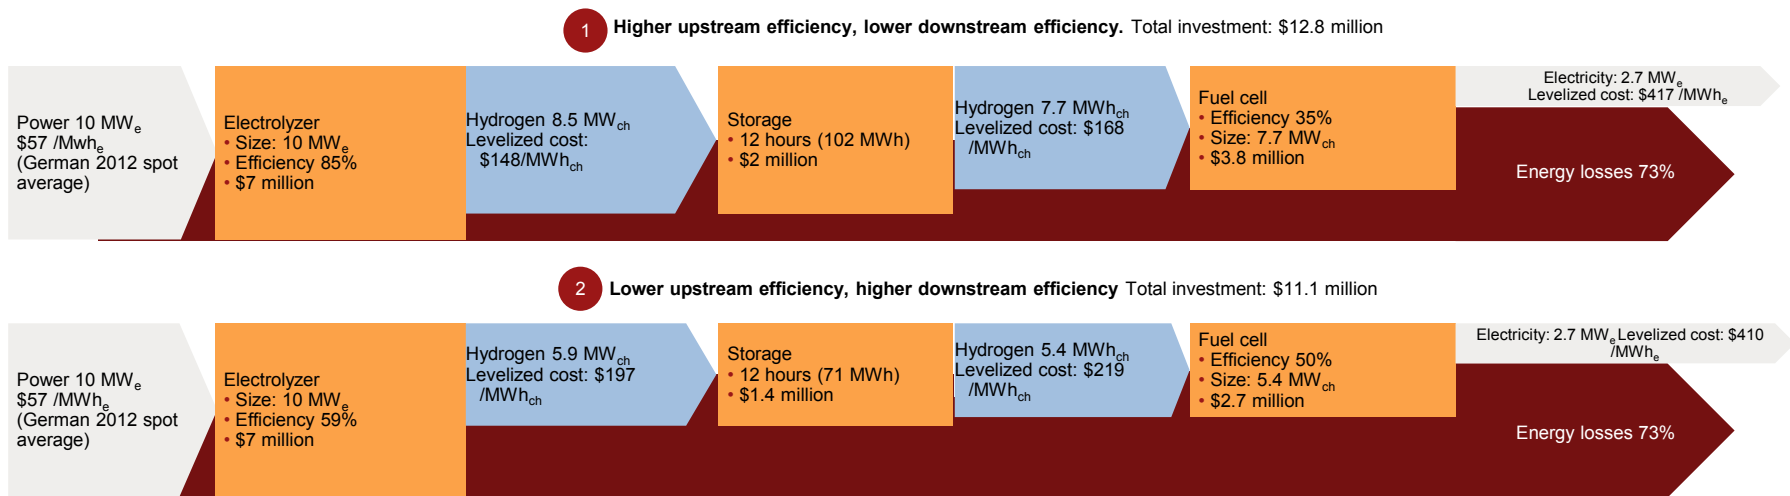 1
Higher upstream efficiency, lower downstream efficiency. Total investment: $12.8 million
Power 10 MWe
$57 /Mwhe
(German 2012 spot
average)
Electrolyzer
• Size: 10 MWe
• Efficiency 85%
• $7 million
Hydrogen 8.5 MWch
Levelized cost:
$148/MWhch
Storage
• 12 hours (102 MWh)
• $2 million
Hydrogen 7.7 MWhch
Levelized cost: $168
/MWhch
Fuel cell
• Efficiency 35%
• Size: 7.7 MWch
• $3.8 million
Electricity: 2.7 MWe
Levelized cost: $417 /MWhe
Energy losses 73%
2
Lower upstream efficiency, higher downstream efficiency Total investment: $11.1 million
Power 10 MWe
$57 /MWhe
(German 2012 spot
average)
Electrolyzer
• Size: 10 MWe
• Efficiency 59%
• $7 million
Hydrogen 5.9 MWch
Levelized cost: $197
/MWhch
Storage
• 12 hours (71 MWh)
• $1.4 million
Hydrogen 5.4 MWhch
Levelized cost: $219
/MWhch
Fuel cell
• Efficiency 50%
• Size: 5.4 MWch
• $2.7 million
Electricity: 2.7 MWe Levelized cost: $410
/MWhe
Energy losses 73%